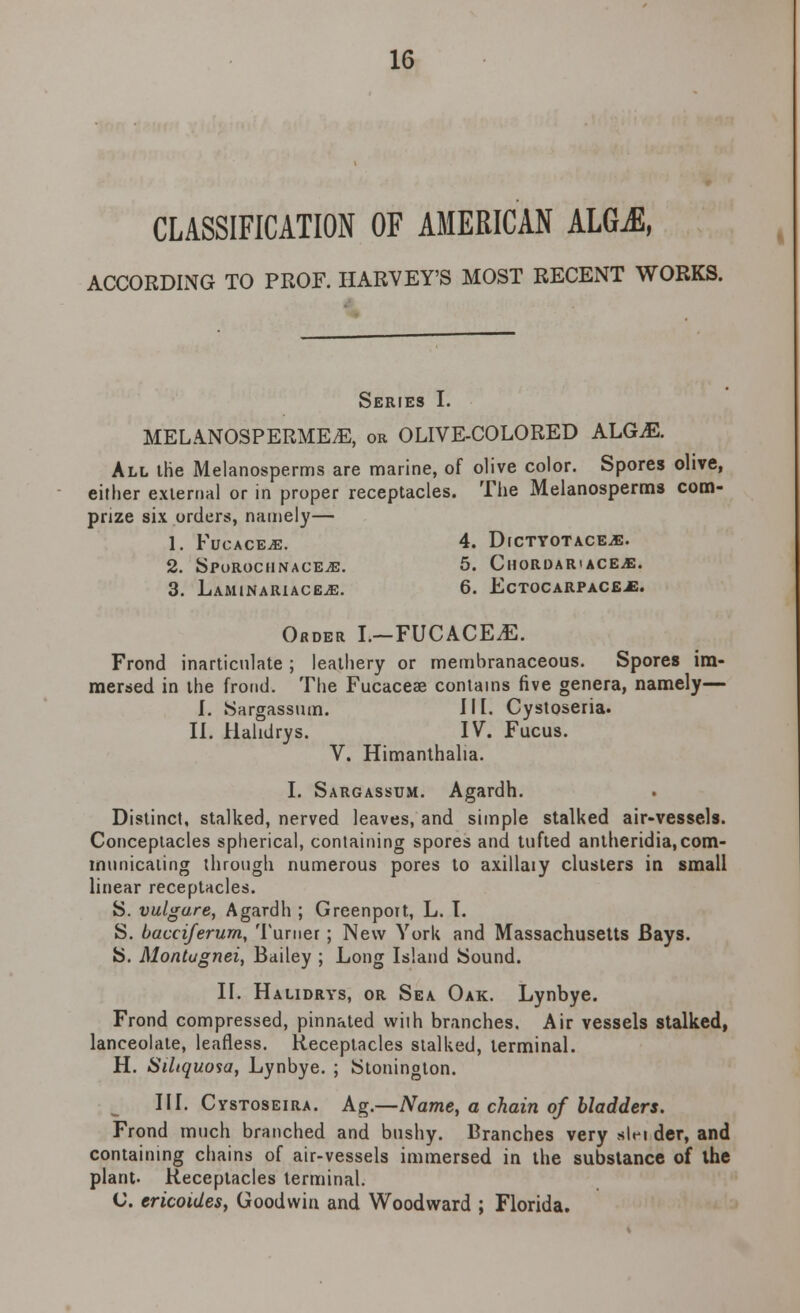 16
CLASSIFICATION OF AMERICAN ALGÆ,
ACCORDING TO PROF. HARVEY'S MOST RECENT WORKS.
Series I.
MELANOSPERMEÆ, or OLIVE-COLORED ALGÆ.
All the Melanosperms are marine, of olive color. Spores olive,
either external or in proper receptacles. The Melanosperms com-
prize six orders, namely—
1. Fucaceæ. 4. Dictyotaceæ.
2. Sporochnaceæ. 5. Chordariaceæ.
3. Laminariaceæ. 6. Ectocarpaceæ.
Order I.—FUCACEÆ.
Frond inarticulate ; leathery or membranaceous. Spores im-
mersed in the frond. The Fucaceæ contains five genera, namely—
I. Sargassum. III. Cystoseria.
II. Halidrys. IV. Fucus.
V. Himanthalia.
I. Sargassum. Agardh.
Distinct, stalked, nerved leaves, and simple stalked air-vessels.
Conceptacles spherical, containing spores and tufted antheridia, com-
municating through numerous pores to axillary clusters in small
linear receptacles.
S. vulgare, Agardh ; Greenport, L. I.
S. bacciferum, Turner ; New York and Massachusetts Bays.
S. Montagnei, Bailey ; Long Island Sound.
II. Halidrys, or Sea Oak. Lynbye.
Frond compressed, pinnated with branches. Air vessels stalked,
lanceolate, leafless. Receptacles stalked, terminal.
H. Siliquosa, Lynbye. ; Stonington.
III. Cystoseira. Ag.—Name, a chain of bladders.
Frond much branched and bushy. Branches very slender, and
containing chains of air-vessels immersed in the substance of the
plant. Receptacles terminal.
C. ericoides, Goodwin and Woodward ; Florida.